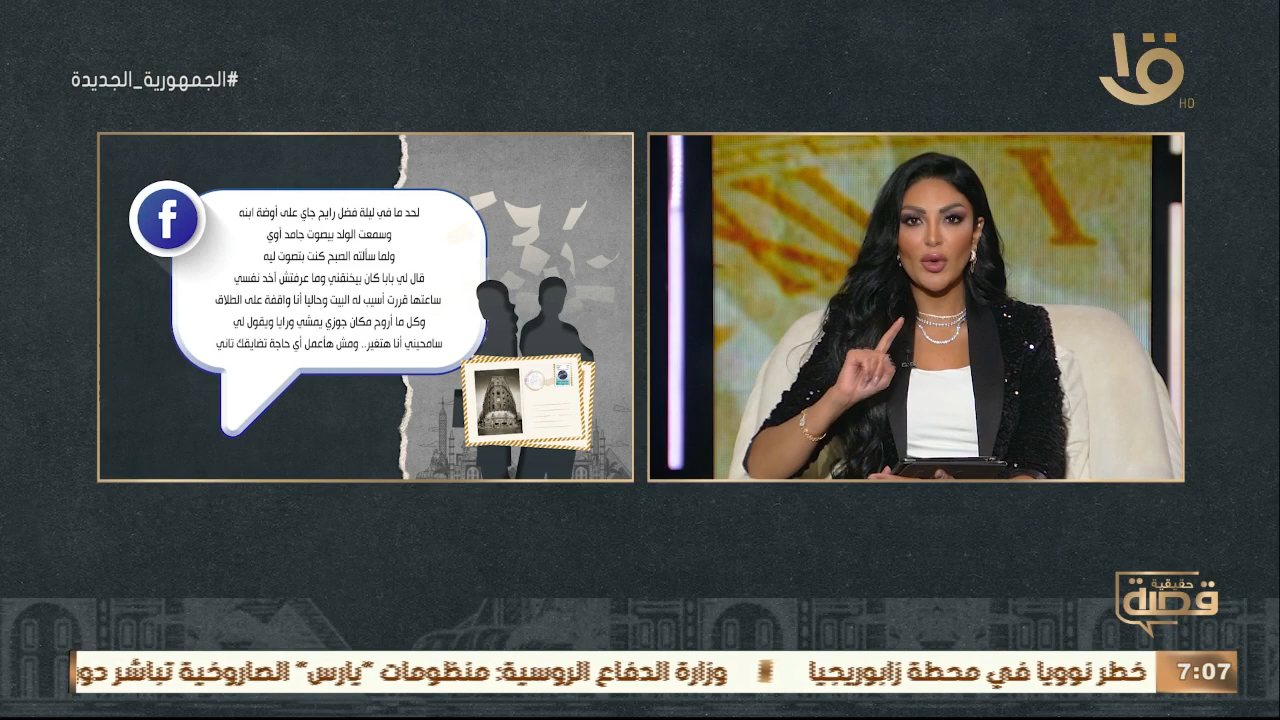 #الجمهورية_الجديدة
HD
لحد ما في ليلة فضل رايح جاي على أوضة ابنه
وسمعت الولد بيصوت جامد أوي
ولما سألته الصبح كنت بتصوت ليه
قال لي بابا كان بيخنقني وما عرفتش آخد نفسي
ساعتها قررت أسيب له البيت وحاليا أنا واقفة على الطلاق
وكل ما أروح مكان جوزي يمشي ورايا ويقول لي
سامحيني أنا هتغير.. ومش هأعمل أي حاجة تضايقك تاني
قصة
حقيقية
7:07
خطر نوويا في محطة زابوريجيا
وزارة الدفاع الروسية: منظومات "يارس" الصاروخية تباشر دو